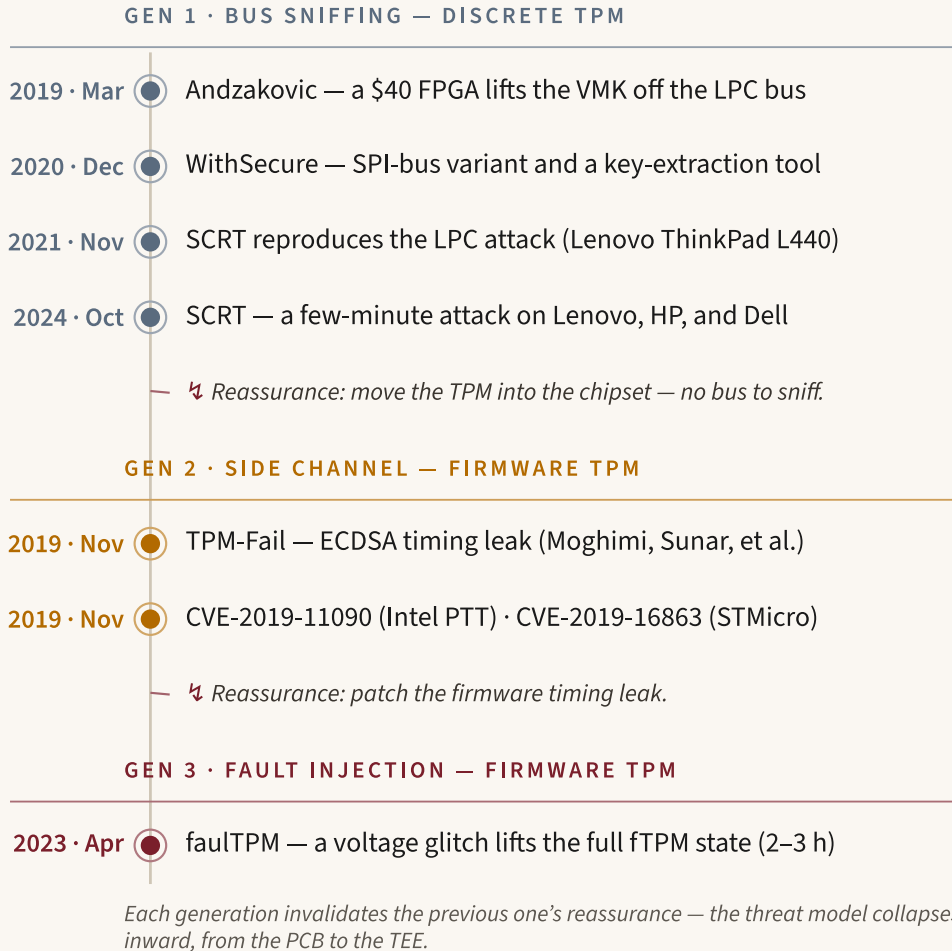 GEN 1 · BUS SNIFFING — DISCRETE TPM
2019 · Mar Andzakovic — a $40 FPGA lifts the VMK off the LPC bus
2020 · Dec WithSecure — SPI-bus variant and a key-extraction tool
2021 · Nov SCRT reproduces the LPC attack (Lenovo ThinkPad L440)
2024 · Oct SCRT — a few-minute attack on Lenovo, HP, and Dell
↯ Reassurance: move the TPM into the chipset — no bus to sniff.
GEN 2 · SIDE CHANNEL — FIRMWARE TPM
2019 · Nov TPM-Fail — ECDSA timing leak (Moghimi, Sunar, et al.)
2019 · Nov CVE-2019-11090 (Intel PTT) · CVE-2019-16863 (STMicro)
↯ Reassurance: patch the firmware timing leak.
GEN 3 · FAULT INJECTION — FIRMWARE TPM
2023 · Apr faulTPM — a voltage glitch lifts the full fTPM state (2–3 h)
Each generation invalidates the previous one’s reassurance — the threat model collapses
inward, from the PCB to the TEE.